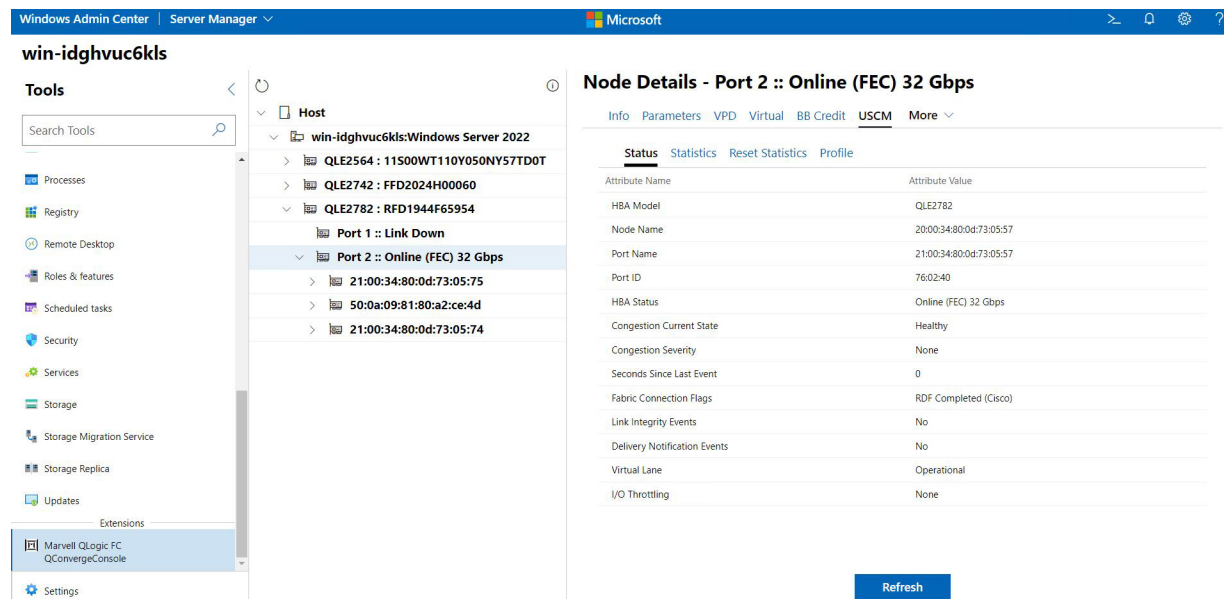 Windows Admin Center | Server Manager
Microsoft
>_
?
win-idghvuc6kls
Tools
Search Tools
Processes
Registry
Remote Desktop
Roles & features
Scheduled tasks
Security
Services
Storage
Storage Migration Service
Storage Replica
Updates
Extensions
Marvell QLogic FC
QConvergeConsole
Settings
Host
win-idghvuc6kls:Windows Server 2022
QLE2564 : 11S00WT110Y050NY57TD0T
QLE2742 : FFD2024H00060
QLE2782 : RFD1944F65954
Port 1 :: Link Down
Port 2 :: Online (FEC) 32 Gbps
21:00:34:80:0d:73:05:75
50:0a:09:81:80:a2:ce:4d
21:00:34:80:0d:73:05:74
Node Details - Port 2 :: Online (FEC) 32 Gbps
Info Parameters VPD Virtual BB Credit USCM More
Status Statistics Reset Statistics Profile
Attribute Name Attribute Value
HBA Model QLE2782
Node Name 20:00:34:80:0d:73:05:57
Port Name 21:00:34:80:0d:73:05:57
Port ID 76:02:40
HBA Status Online (FEC) 32 Gbps
Congestion Current State Healthy
Congestion Severity None
Seconds Since Last Event 0
Fabric Connection Flags RDF Completed (Cisco)
Link Integrity Events No
Delivery Notification Events No
Virtual Lane Operational
I/O Throttling None
Refresh